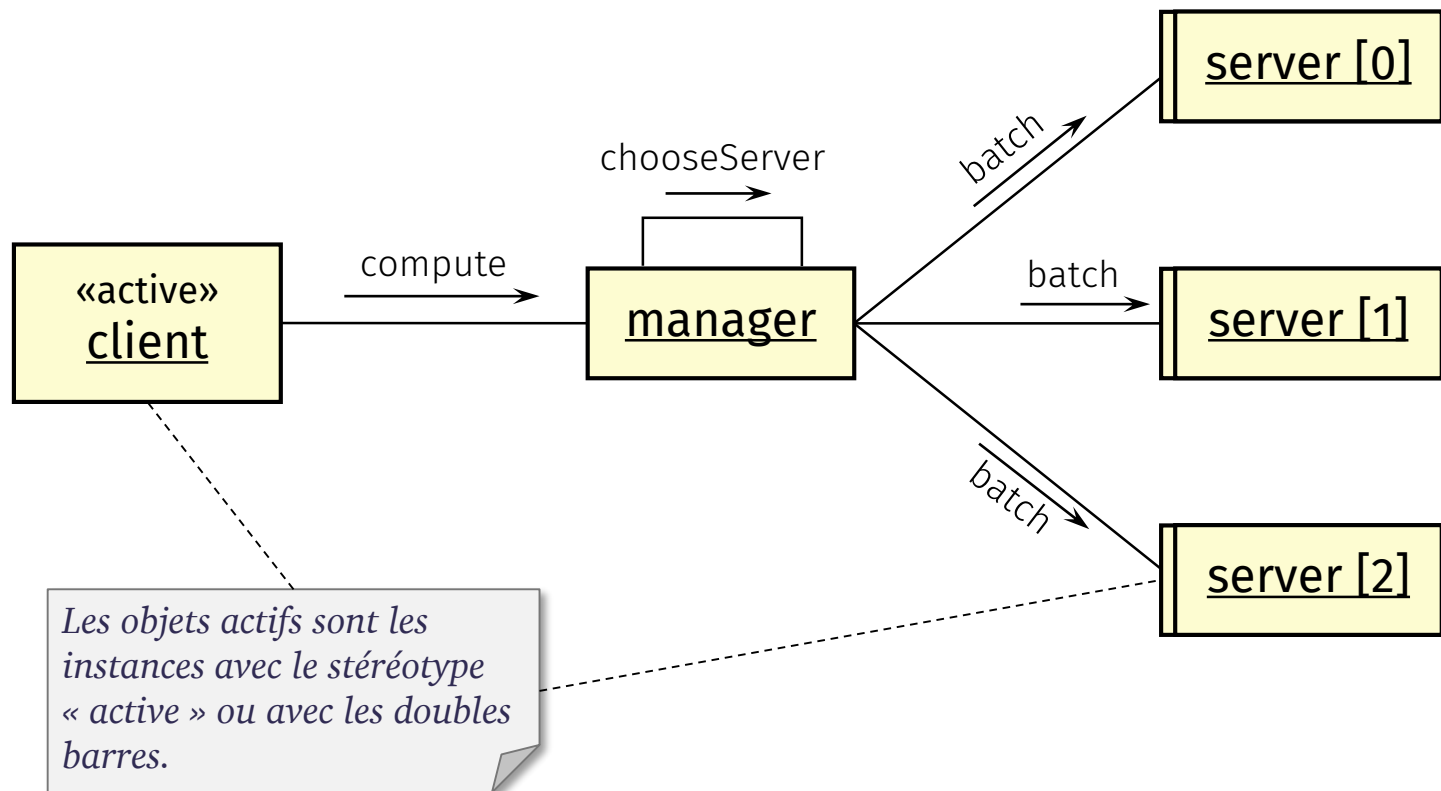 server [0]
batch
chooseServer
«active»
client
compute
manager
batch
server [1]
batch
server [2]
Les objets actifs sont les
instances avec le stéréotype
« active » ou avec les doubles
barres.